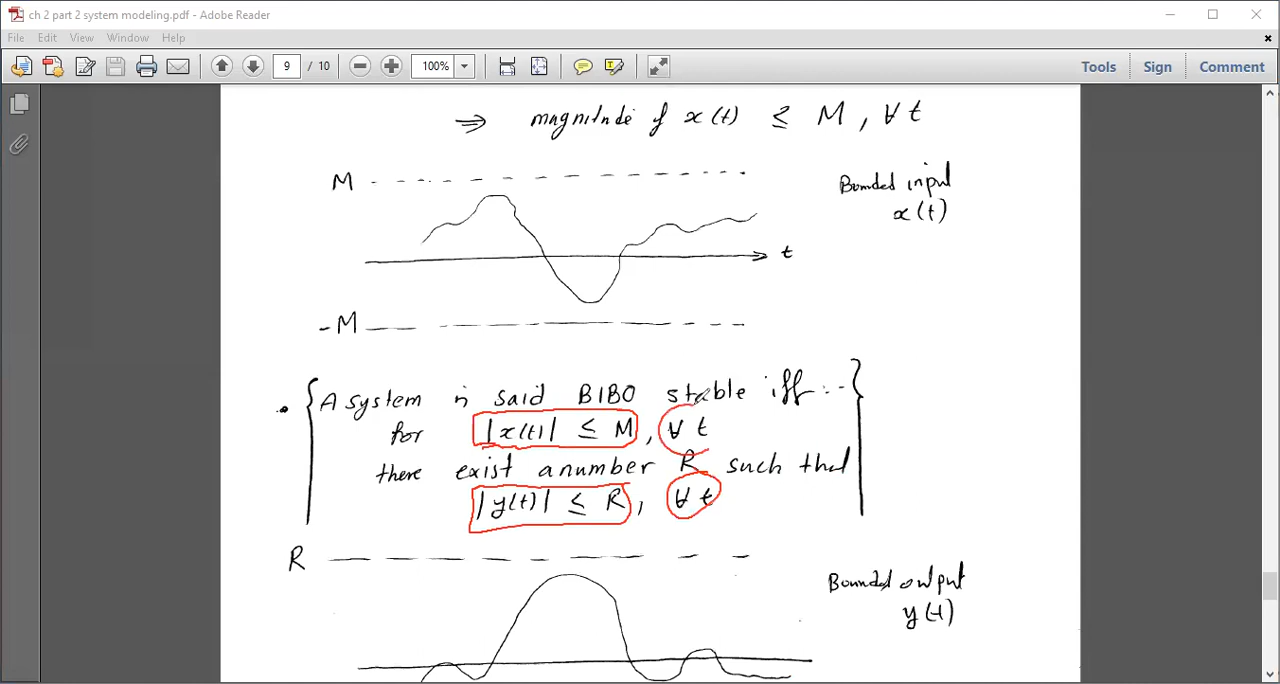 ch 2 part 2 system modeling.pdf - Adobe Reader
File Edit View Window Help
9 / 10 100% Tools Sign Comment
⇒ magnitude of x(t) ≤ M, ∀ t
M
Bounded input
x(t)
t
-M
• { A system is said BIBO stable iff :- }
for |x(t)| ≤ M, ∀ t
there exist a number R such that
|y(t)| ≤ R, ∀ t
R
Bounded output
y(t)